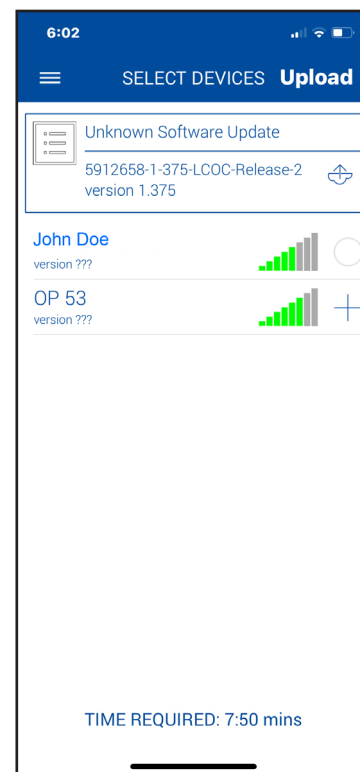 6:02
SELECT DEVICES Upload
Unknown Software Update
5912658-1-375-LCOC-Release-2
version 1.375
John Doe
version ???
OP 53
version ???
TIME REQUIRED: 7:50 mins